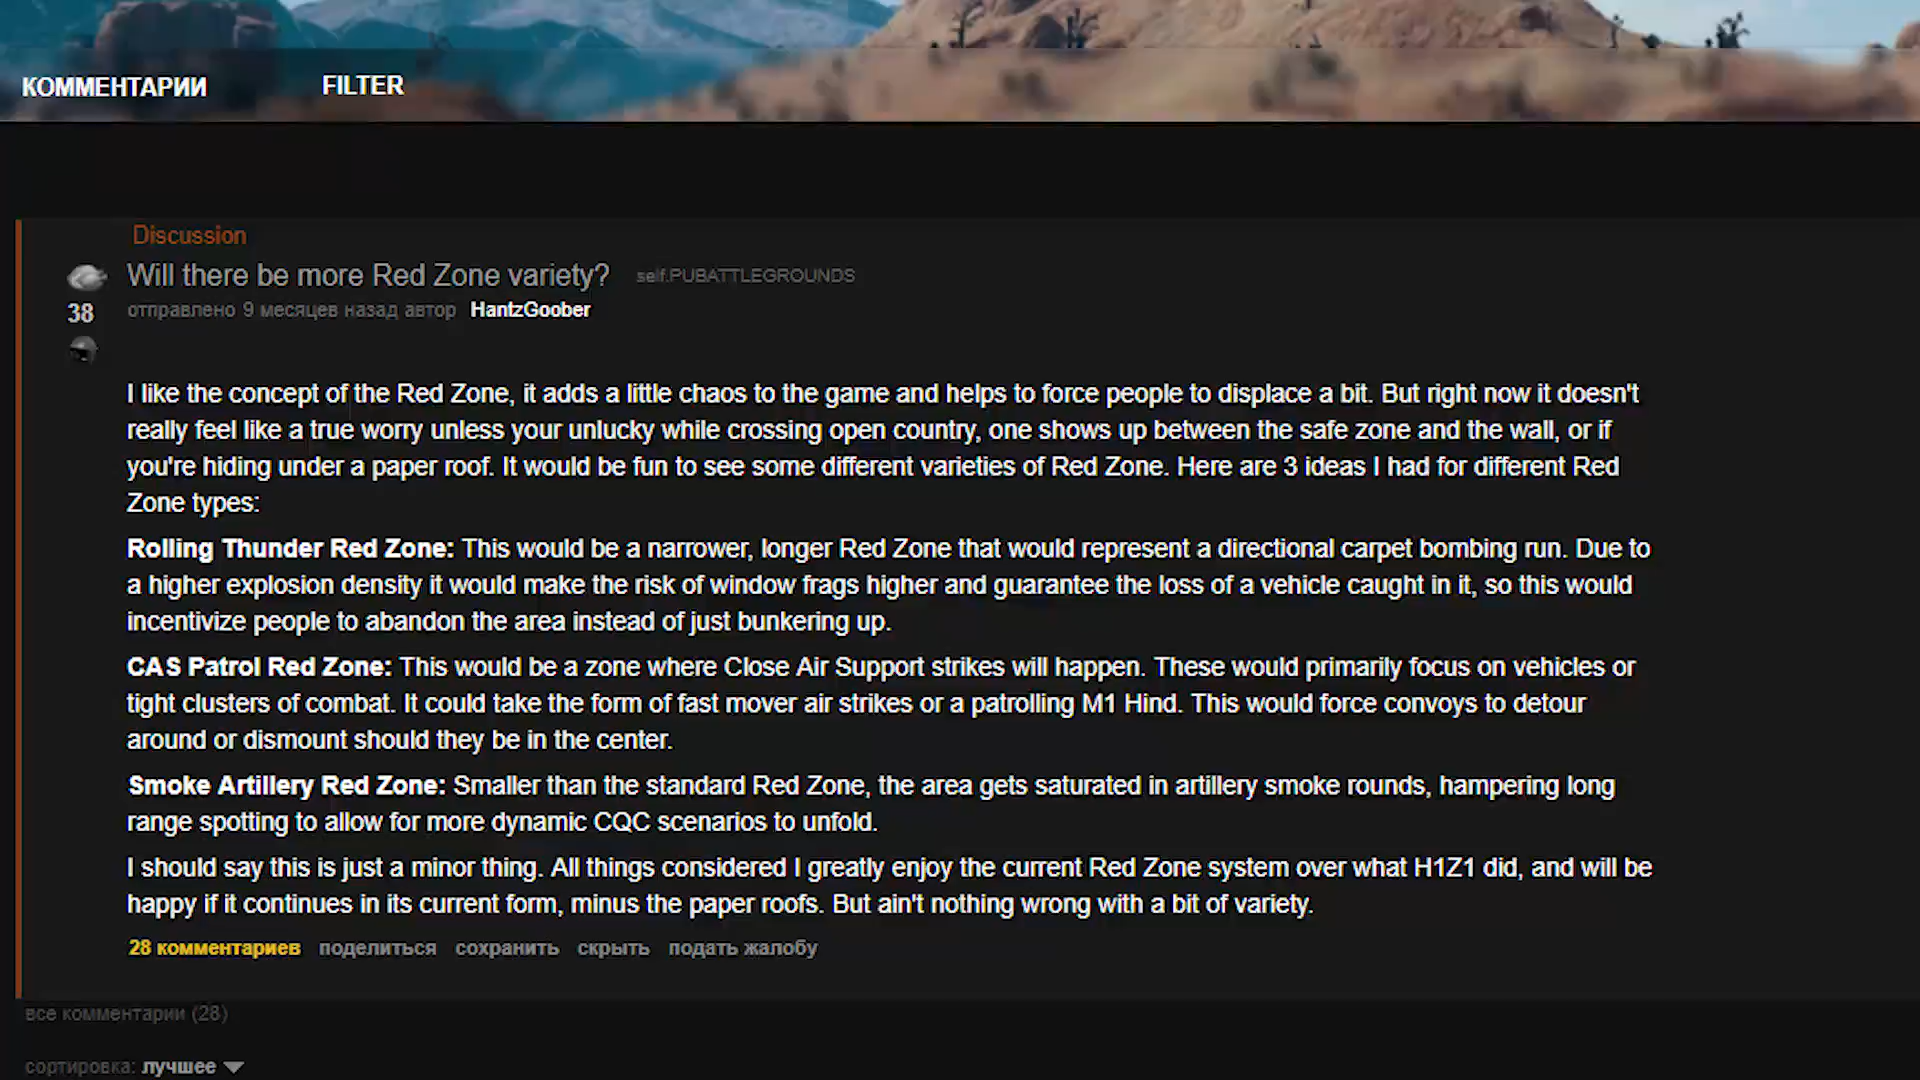 КОММЕНТАРИИ FILTER
Discussion
Will there be more Red Zone variety? self.PUBATTLEGROUNDS
38 отправлено 9 месяцев назад автор HantzGoober
I like the concept of the Red Zone, it adds a little chaos to the game and helps to force people to displace a bit. But right now it doesn't
really feel like a true worry unless your unlucky while crossing open country, one shows up between the safe zone and the wall, or if
you're hiding under a paper roof. It would be fun to see some different varieties of Red Zone. Here are 3 ideas I had for different Red
Zone types:
Rolling Thunder Red Zone: This would be a narrower, longer Red Zone that would represent a directional carpet bombing run. Due to
a higher explosion density it would make the risk of window frags higher and guarantee the loss of a vehicle caught in it, so this would
incentivize people to abandon the area instead of just bunkering up.
CAS Patrol Red Zone: This would be a zone where Close Air Support strikes will happen. These would primarily focus on vehicles or
tight clusters of combat. It could take the form of fast mover air strikes or a patrolling M1 Hind. This would force convoys to detour
around or dismount should they be in the center.
Smoke Artillery Red Zone: Smaller than the standard Red Zone, the area gets saturated in artillery smoke rounds, hampering long
range spotting to allow for more dynamic CQC scenarios to unfold.
I should say this is just a minor thing. All things considered I greatly enjoy the current Red Zone system over what H1Z1 did, and will be
happy if it continues in its current form, minus the paper roofs. But ain't nothing wrong with a bit of variety.
28 комментариев поделиться сохранить скрыть подать жалобу
все комментарии (28)
сортировка: лучшее